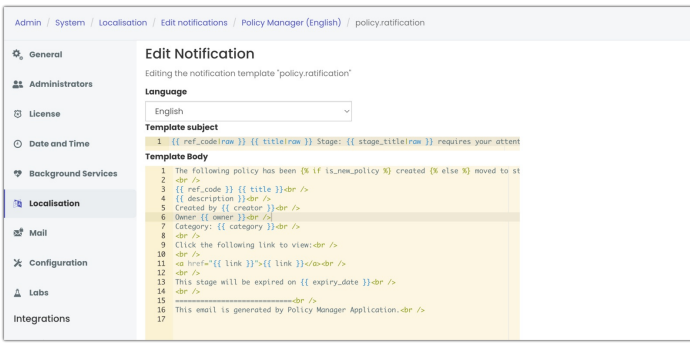 Admin / System / Localisation / Edit notifications / Policy Manager (English) / policy.ratification
General
Administrators
License
Date and Time
Background Services
Localisation
Mail
Configuration
Labs
Integrations
Edit Notification
Editing the notification template "policy.ratification"
Language
English
Template subject
1 {{ ref_code|raw }} {{ title|raw }} Stage: {{ stage_title|raw }} requires your attent
Template Body
1 The following policy has been {% if is_new_policy %} created {% else %} moved to st
2 <br />
3 {{ ref_code }} {{ title }}<br />
4 {{ description }}<br />
5 Created by {{ creator }}<br />
6 Owner {{ owner }}<br />
7 Category: {{ category }}<br />
8 <br />
9 Click the following link to view:<br />
10 <br />
11 <a href="{{ link }}">{{ link }}</a><br />
12 <br />
13 This stage will be expired on {{ expiry_date }}<br />
14 <br />
15 ============================<br />
16 This email is generated by Policy Manager Application.<br />
17